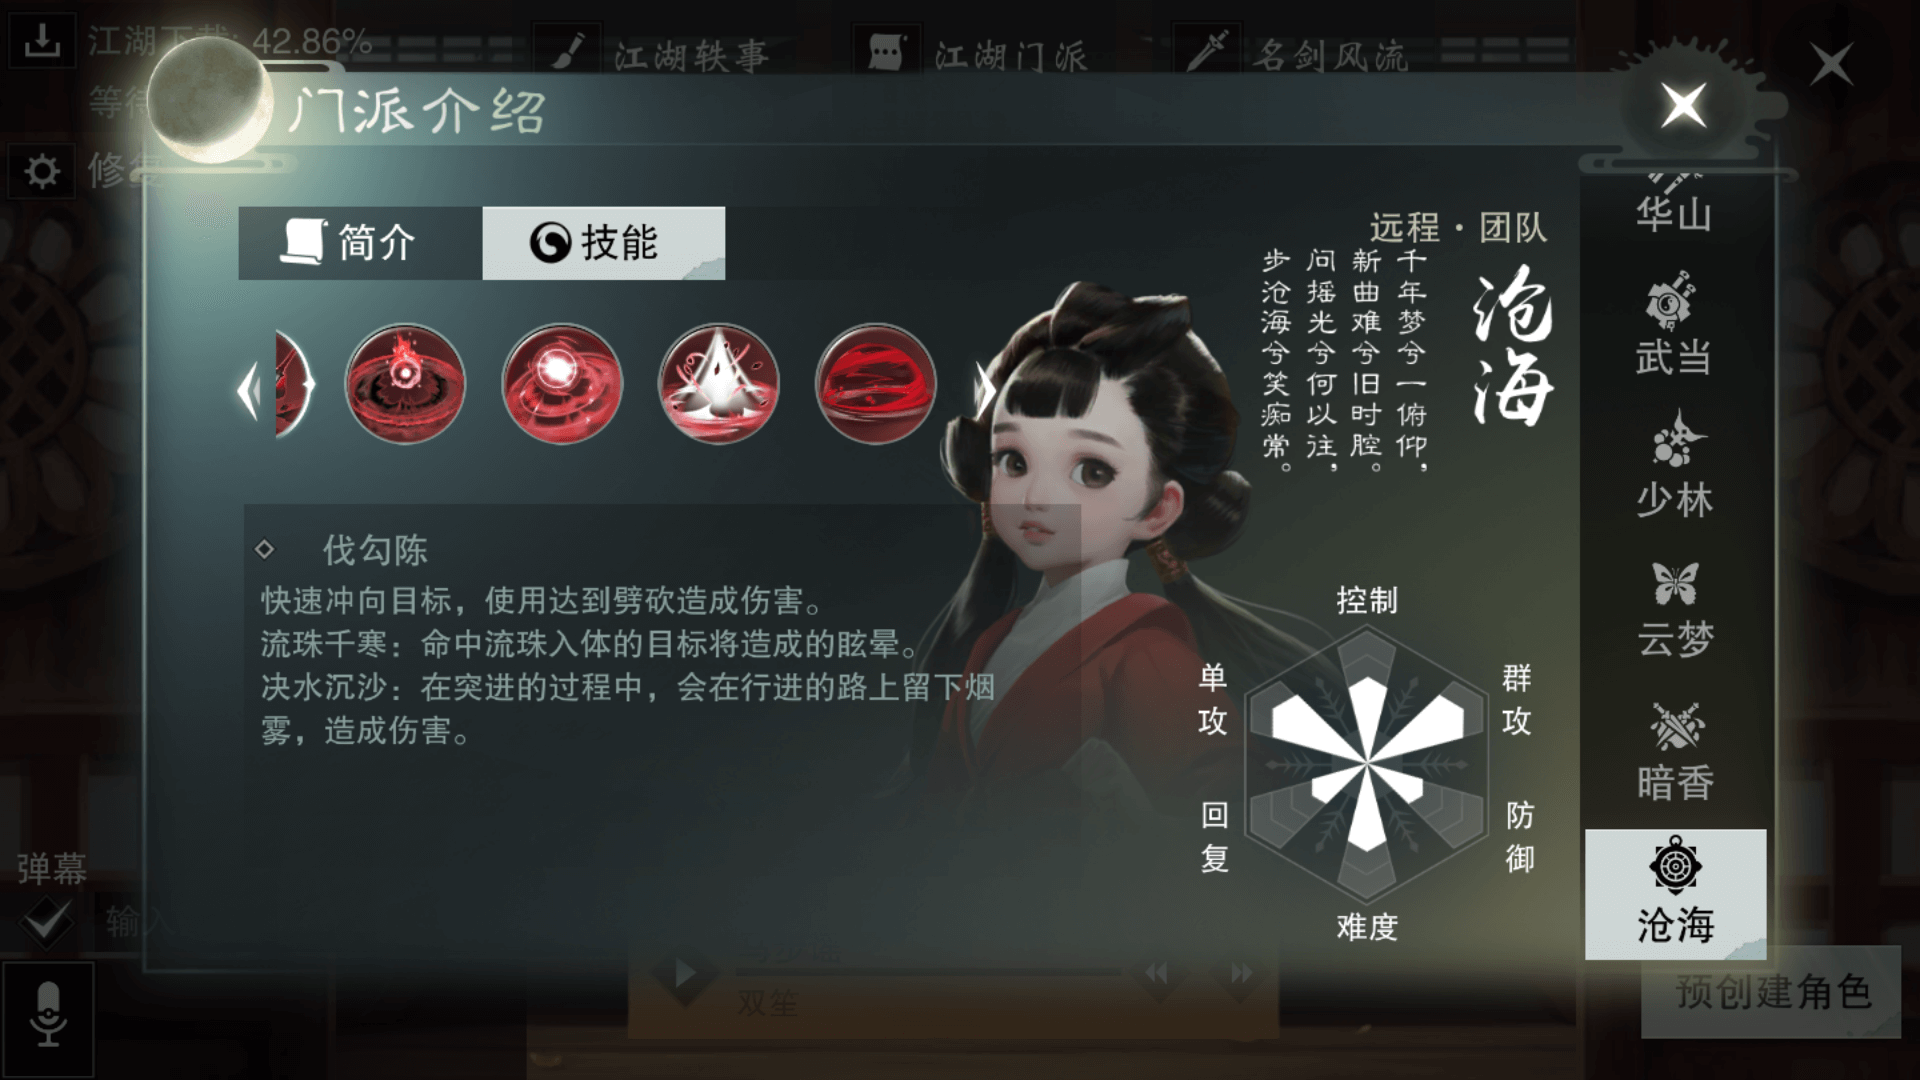 江湖下载: 42.86%
江湖轶事
江湖门派
名剑风流
等待
门派介绍
修复
简介
技能
远程·团队
沧海
千年梦兮一俯仰，
新曲难兮旧时腔。
问摇光兮何以往，
步沧海兮笑痴常。
华山
武当
少林
云梦
暗香
沧海
伐勾陈
快速冲向目标，使用达到劈砍造成伤害。
流珠千寒：命中流珠入体的目标将造成的眩晕。
决水沉沙：在突进的过程中，会在行进的路上留下烟
雾，造成伤害。
控制
单攻
群攻
回复
防御
难度
弹幕
输入
双笙
预创建角色